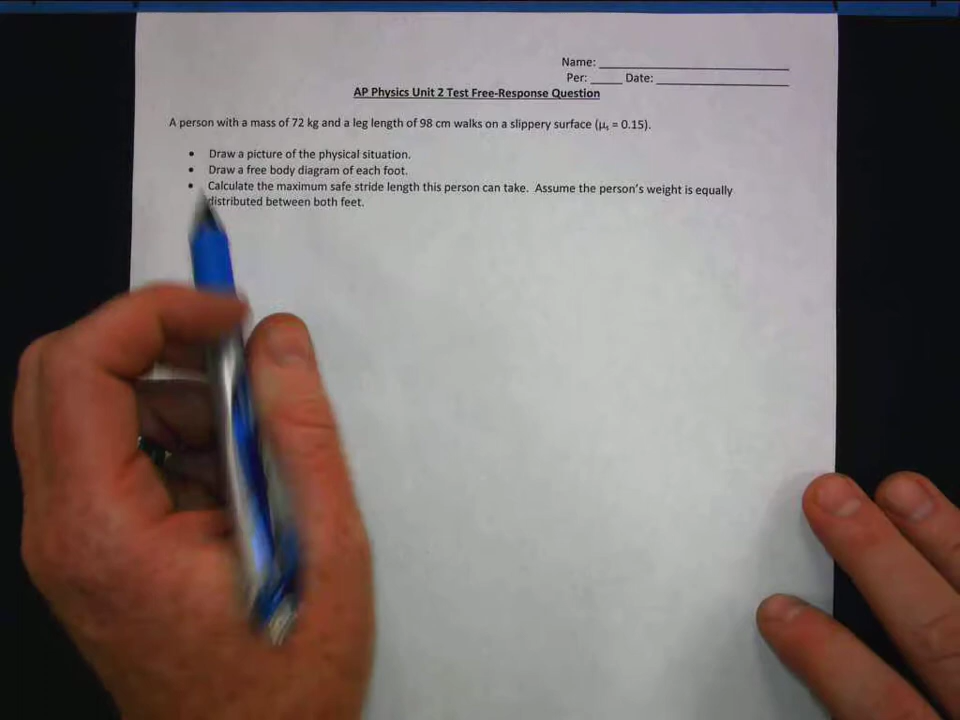 Name: ____________________
Per: _____ Date: ____________________
AP Physics Unit 2 Test Free-Response Question
A person with a mass of 72 kg and a leg length of 98 cm walks on a slippery surface (μₛ = 0.15).
• Draw a picture of the physical situation.
• Draw a free body diagram of each foot.
• Calculate the maximum safe stride length this person can take. Assume the person's weight is equally
distributed between both feet.